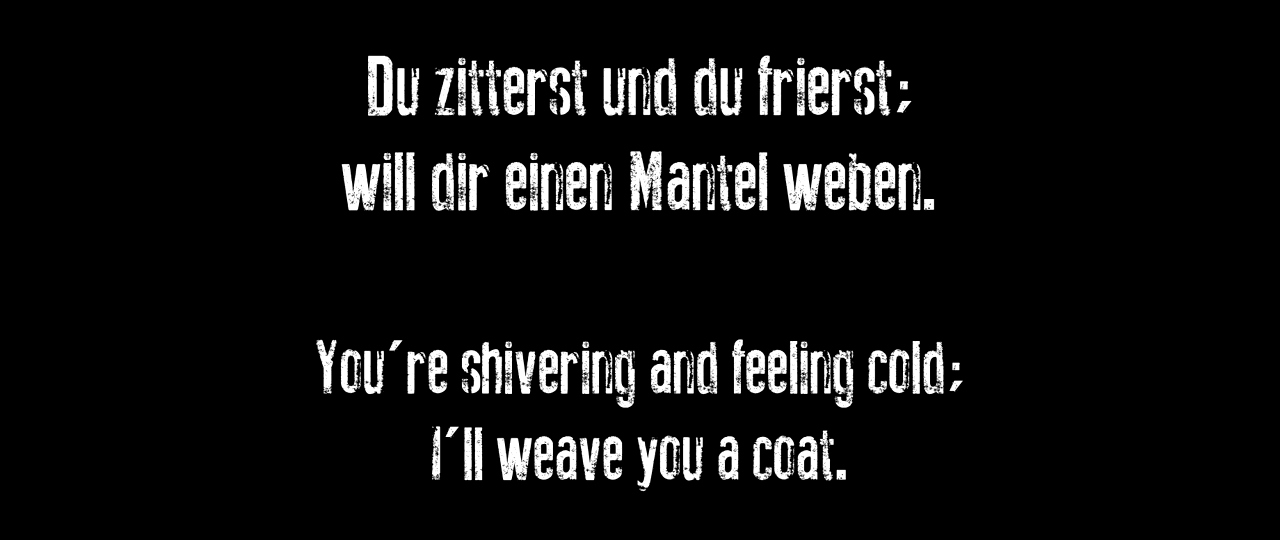 Du zitterst und du frierst;
will dir einen Mantel weben.
You´re shivering and feeling cold;
I´ll weave you a coat.